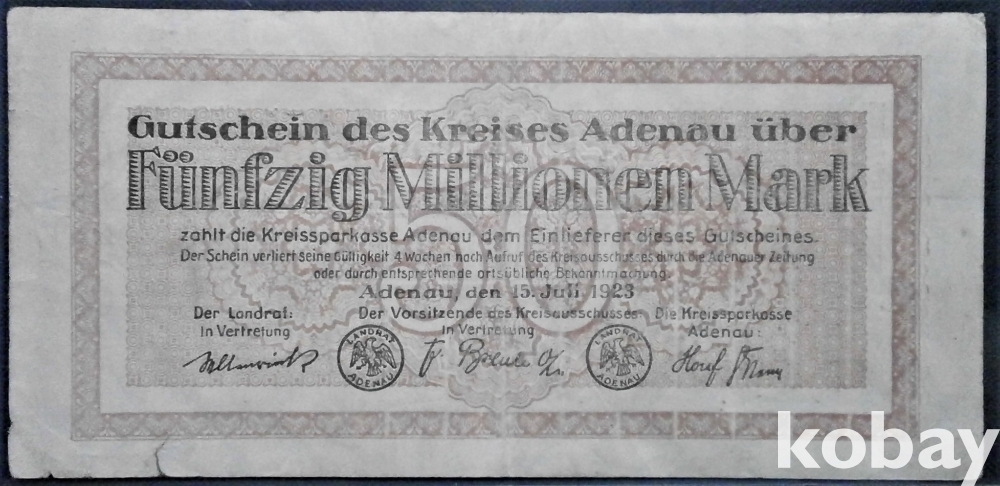 Gutschein des Kreises Adenau über
Fünfzig Millionen Mark
50
zahlt die Kreissparkasse Adenau dem Einlieferer dieses Gutscheines.
Der Schein verliert seine Gültigkeit 4 Wochen nach Aufruf des Kreisausschusses durch die Adenauer Zeitung
oder durch entsprechende ortsübliche Bekanntmachung
Adenau, den 15. Juli 1923
Der Landrat: Der Vorsitzende des Kreisausschusses: Die Kreissparkasse
In Vertretung In Vertretung Adenau:
LANDRAT ADENAU LANDRAT ADENAU
kobay